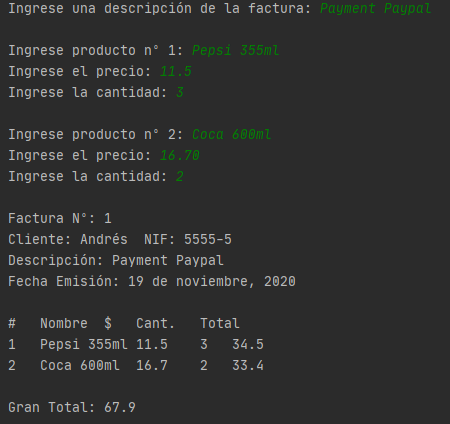 Ingrese una descripción de la factura: Payment Paypal
Ingrese producto n° 1: Pepsi 355ml
Ingrese el precio: 11.5
Ingrese la cantidad: 3
Ingrese producto n° 2: Coca 600ml
Ingrese el precio: 16.70
Ingrese la cantidad: 2
Factura N°: 1
Cliente: Andrés  NIF: 5555-5
Descripción: Payment Paypal
Fecha Emisión: 19 de noviembre, 2020
#   Nombre  $   Cant.   Total
1   Pepsi 355ml 11.5    3   34.5
2   Coca 600ml  16.7    2   33.4
Gran Total: 67.9